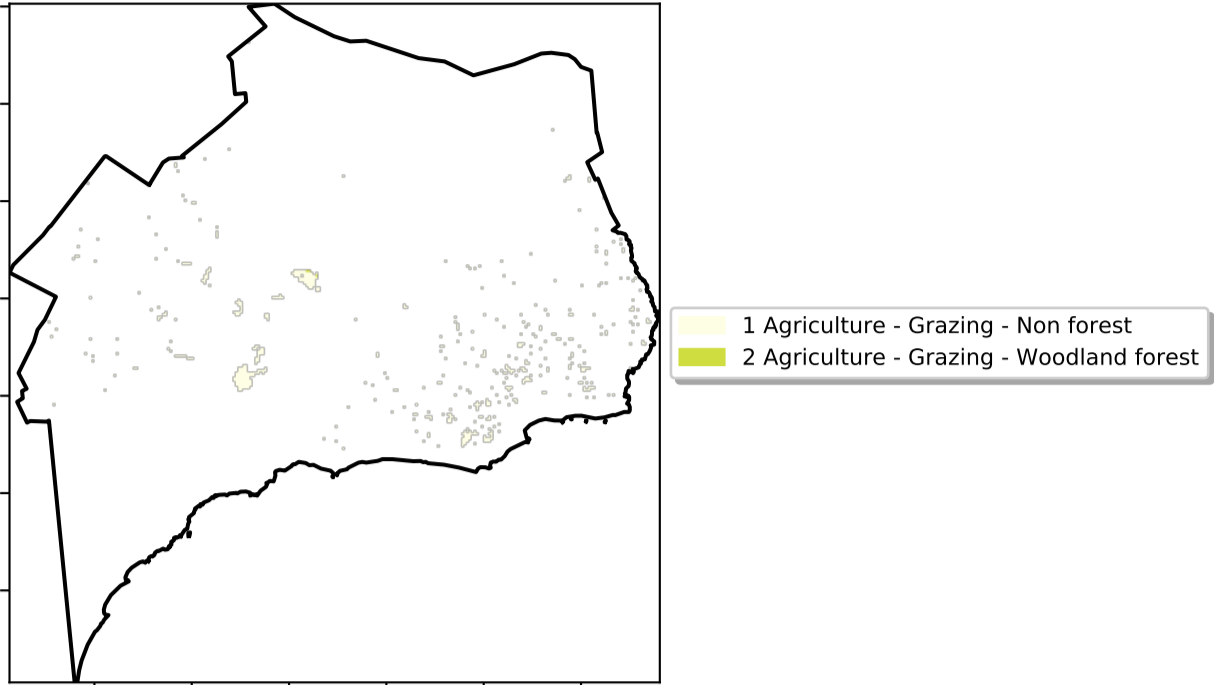 1 Agriculture - Grazing - Non forest
2 Agriculture - Grazing - Woodland forest